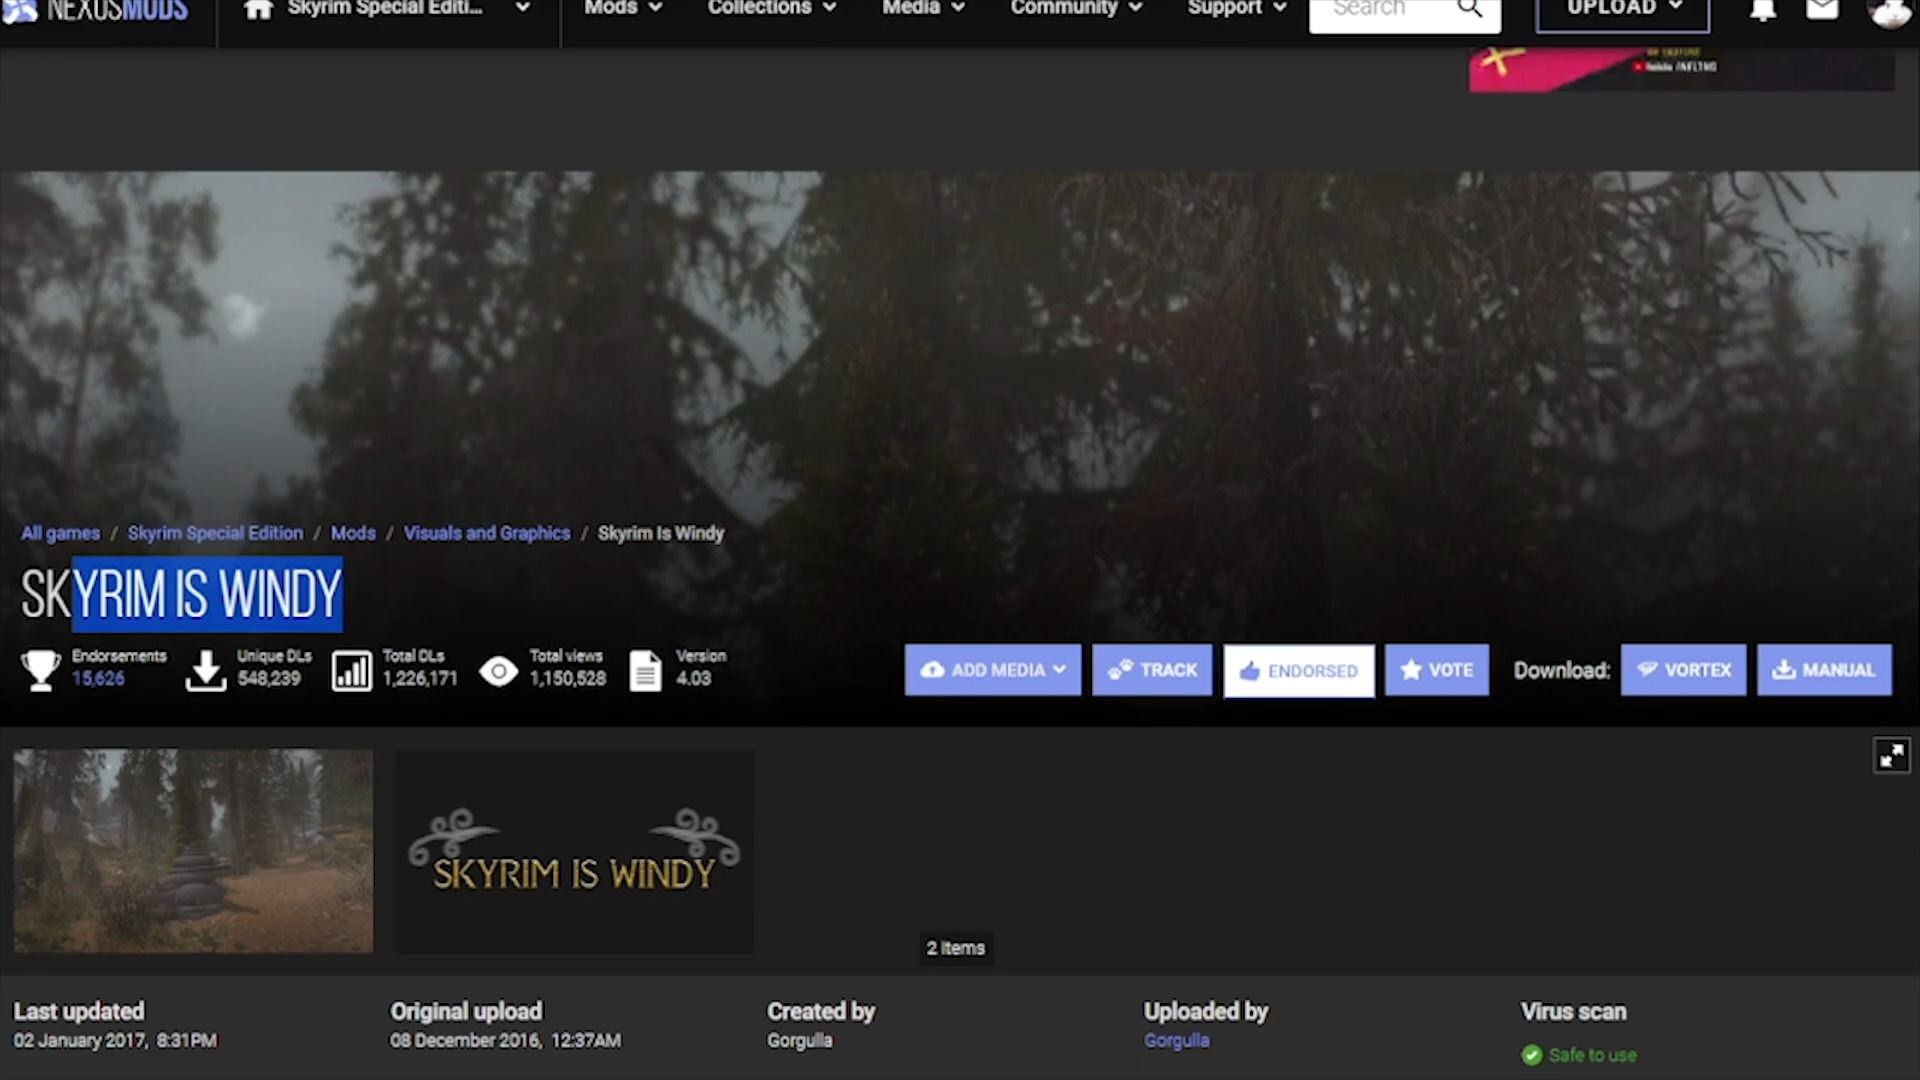 NEXUSMODS
Skyrim Special Editi...
Mods
Collections
Media
Community
Support
Search
UPLOAD
All games / Skyrim Special Edition / Mods / Visuals and Graphics / Skyrim Is Windy
SKYRIM IS WINDY
Endorsements
15,626
Unique DLs
548,239
Total DLs
1,226,171
Total views
1,150,528
Version
4.03
ADD MEDIA
TRACK
ENDORSED
VOTE
Download:
VORTEX
MANUAL
SKYRIM IS WINDY
2 items
Last updated
02 January 2017, 8:31PM
Original upload
08 December 2016, 12:37AM
Created by
Gorgulla
Uploaded by
Gorgulla
Virus scan
Safe to use